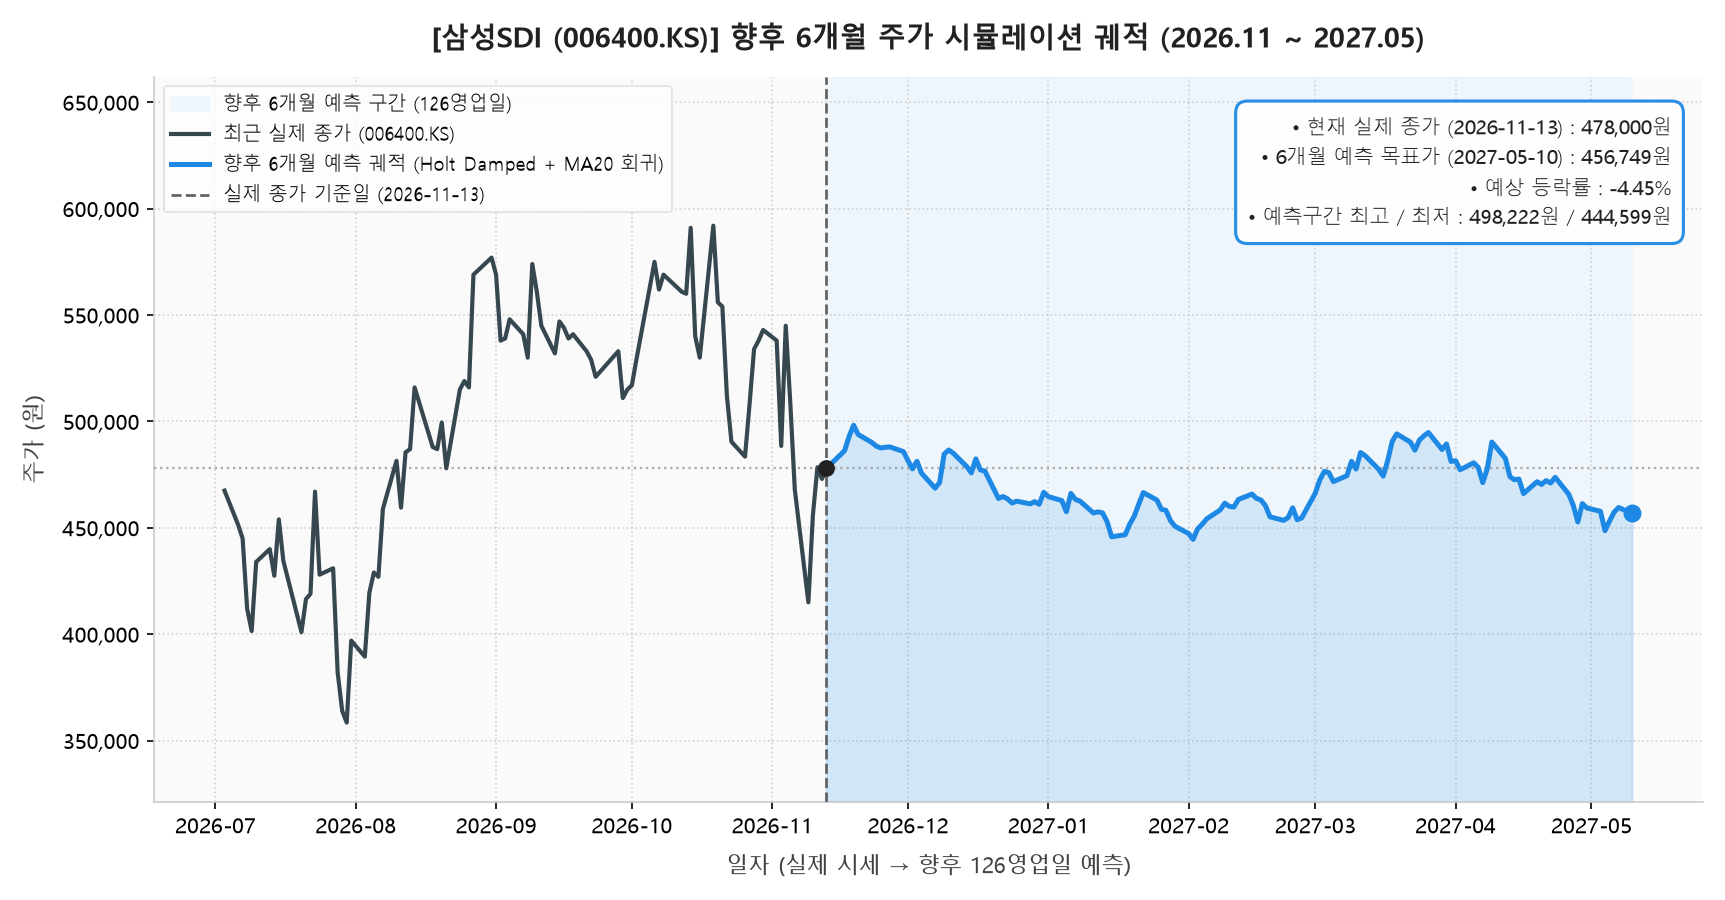 [삼성SDI (006400.KS)] 향후 6개월 주가 시뮬레이션 궤적 (2026.11 ~ 2027.05)
향후 6개월 예측 구간 (126영업일)
최근 실제 종가 (006400.KS)
향후 6개월 예측 궤적 (Holt Damped + MA20 회귀)
실제 종가 기준일 (2026-11-13)
• 현재 실제 종가 (2026-11-13) : 478,000원
• 6개월 예측 목표가 (2027-05-10) : 456,749원
• 예상 등락률 : -4.45%
• 예측구간 최고 / 최저 : 498,222원 / 444,599원
주가 (원)
650,000
600,000
550,000
500,000
450,000
400,000
350,000
2026-07 2026-08 2026-09 2026-10 2026-11 2026-12 2027-01 2027-02 2027-03 2027-04 2027-05
일자 (실제 시세 → 향후 126영업일 예측)